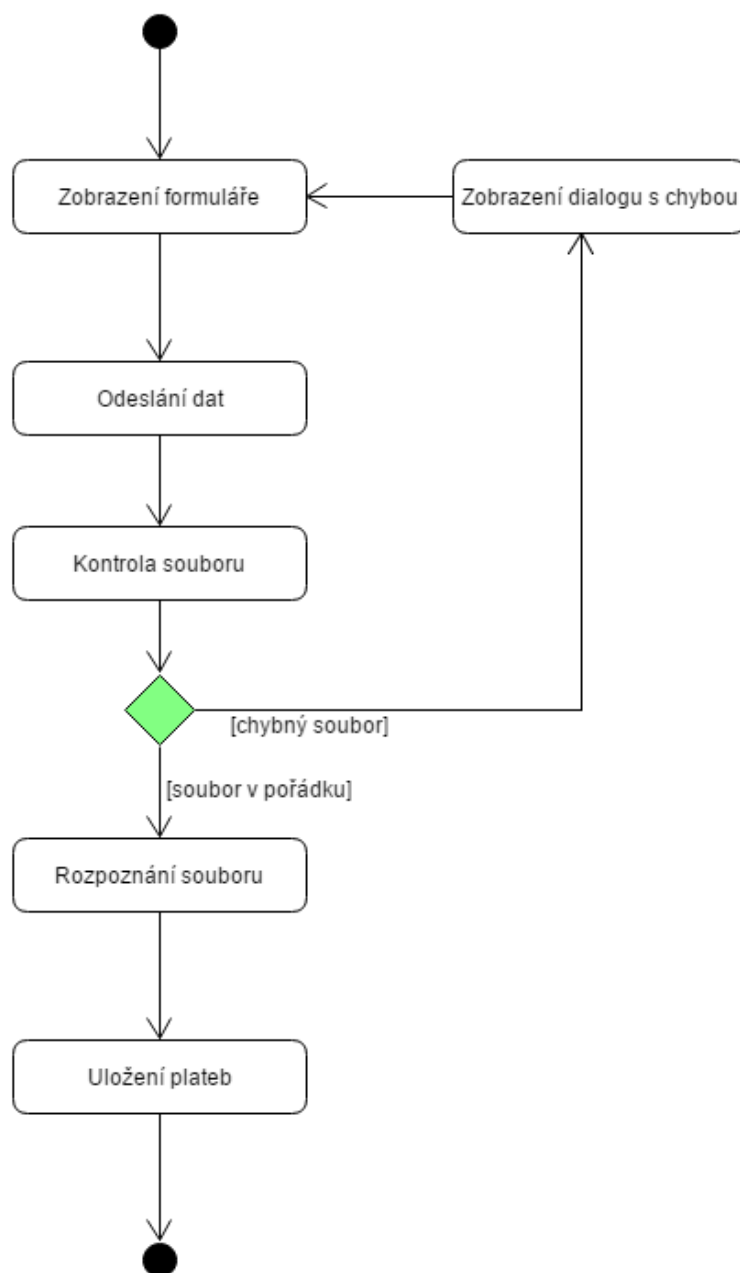 Zobrazení formuláře
Zobrazení dialogu s chybou
Odeslání dat
Kontrola souboru
[chybný soubor]
[soubor v pořádku]
Rozpoznání souboru
Uložení plateb